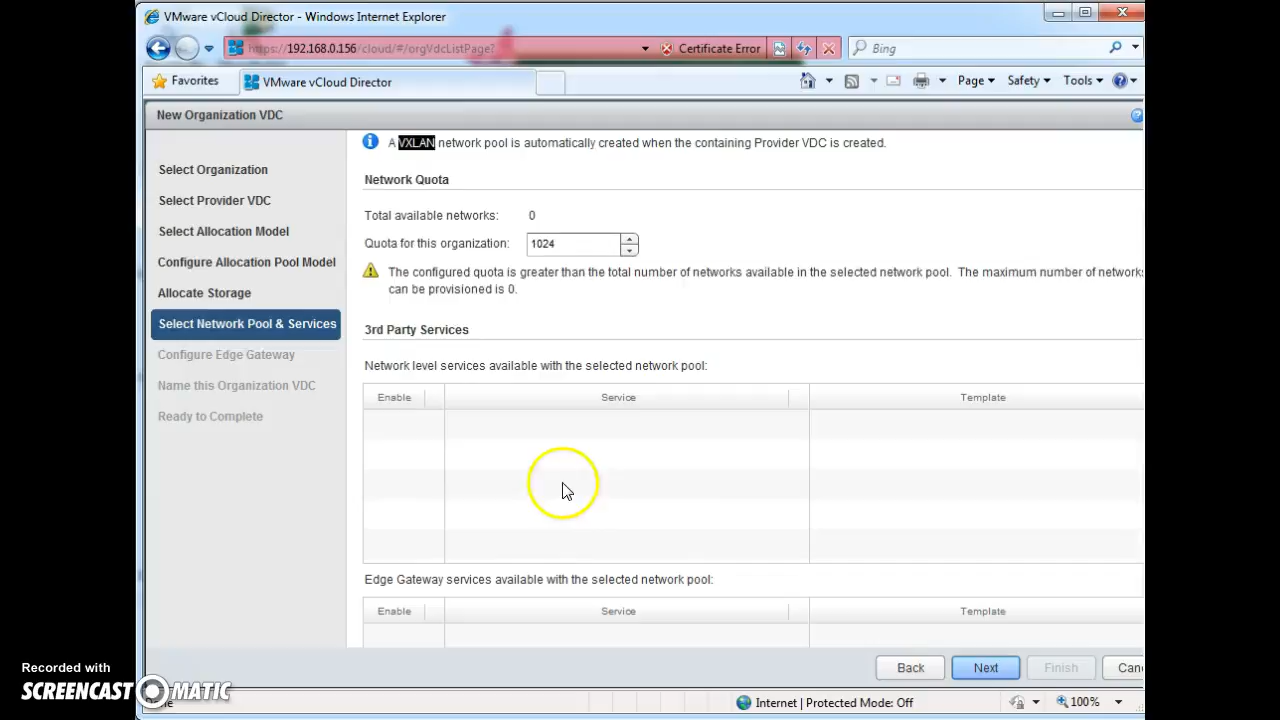 VMware vCloud Director - Windows Internet Explorer
https://192.168.0.156/cloud/#/orgVdcListPage?
Certificate Error
Bing
Favorites
VMware vCloud Director
Page
Safety
Tools
New Organization VDC
Select Organization
Select Provider VDC
Select Allocation Model
Configure Allocation Pool Model
Allocate Storage
Select Network Pool & Services
Configure Edge Gateway
Name this Organization VDC
Ready to Complete
A VXLAN network pool is automatically created when the containing Provider VDC is created.
Network Quota
Total available networks: 0
Quota for this organization: 1024
The configured quota is greater than the total number of networks available in the selected network pool. The maximum number of network
can be provisioned is 0.
3rd Party Services
Network level services available with the selected network pool:
Enable Service Template
Edge Gateway services available with the selected network pool:
Enable Service Template
Back Next Finish Can
Internet | Protected Mode: Off
100%
Recorded with
SCREENCAST MATIC